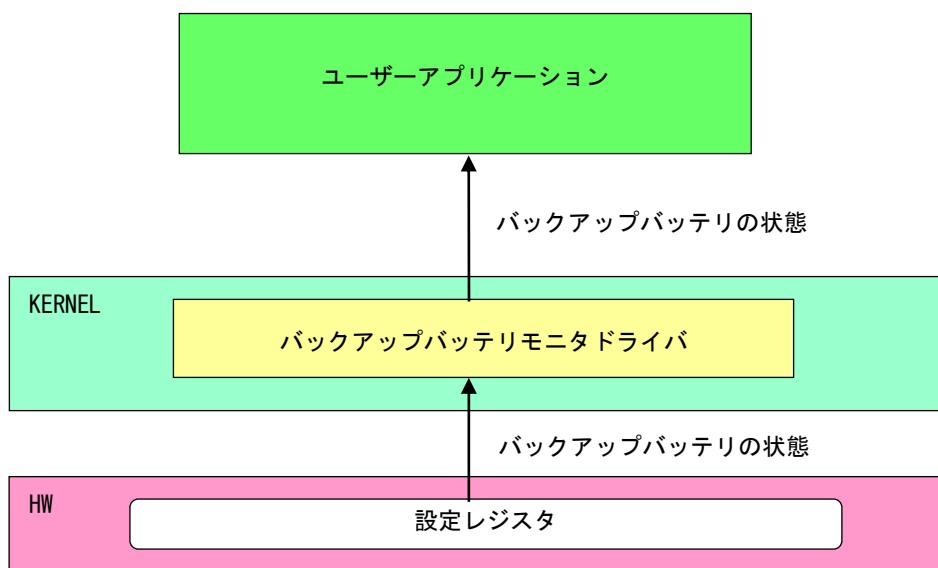 ユーザーアプリケーション
バックアップバッテリの状態
KERNEL
バックアップバッテリモニタドライバ
バックアップバッテリの状態
HW
設定レジスタ